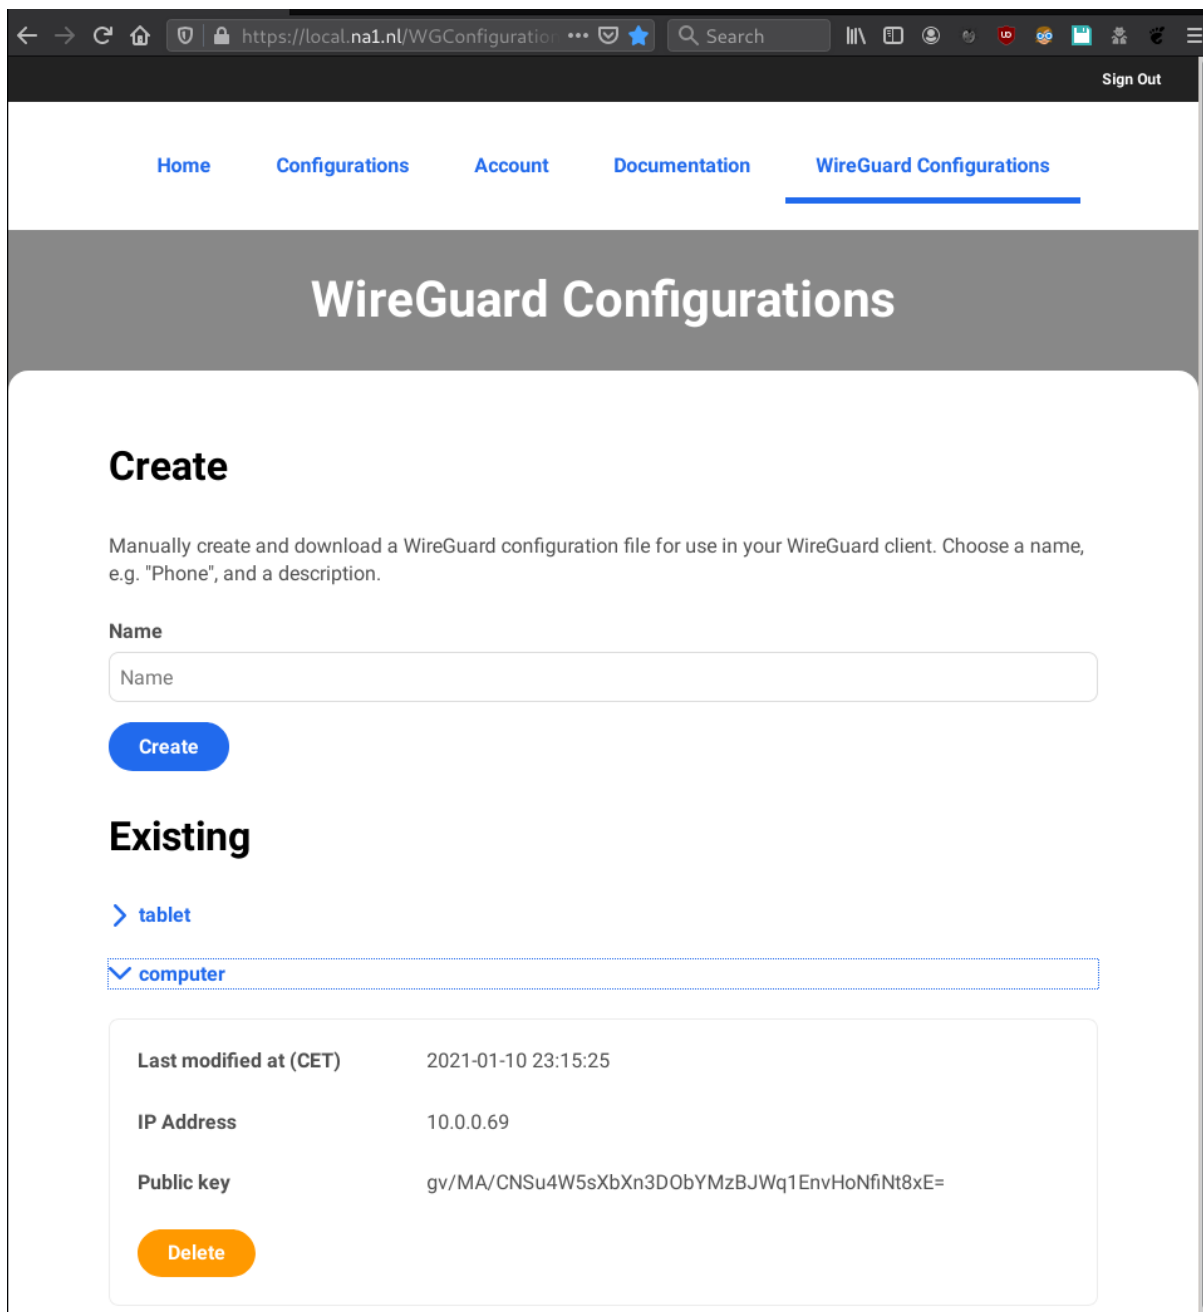 https://local.na1.nl/WGConfiguration ••• Search
Sign Out
Home Configurations Account Documentation WireGuard Configurations
WireGuard Configurations
Create
Manually create and download a WireGuard configuration file for use in your WireGuard client. Choose a name,
e.g. "Phone", and a description.
Name
Name
Create
Existing
tablet
computer
Last modified at (CET) 2021-01-10 23:15:25
IP Address 10.0.0.69
Public key gv/MA/CNSu4W5sXbXn3DObYMzBJWq1EnvHoNfiNt8xE=
Delete